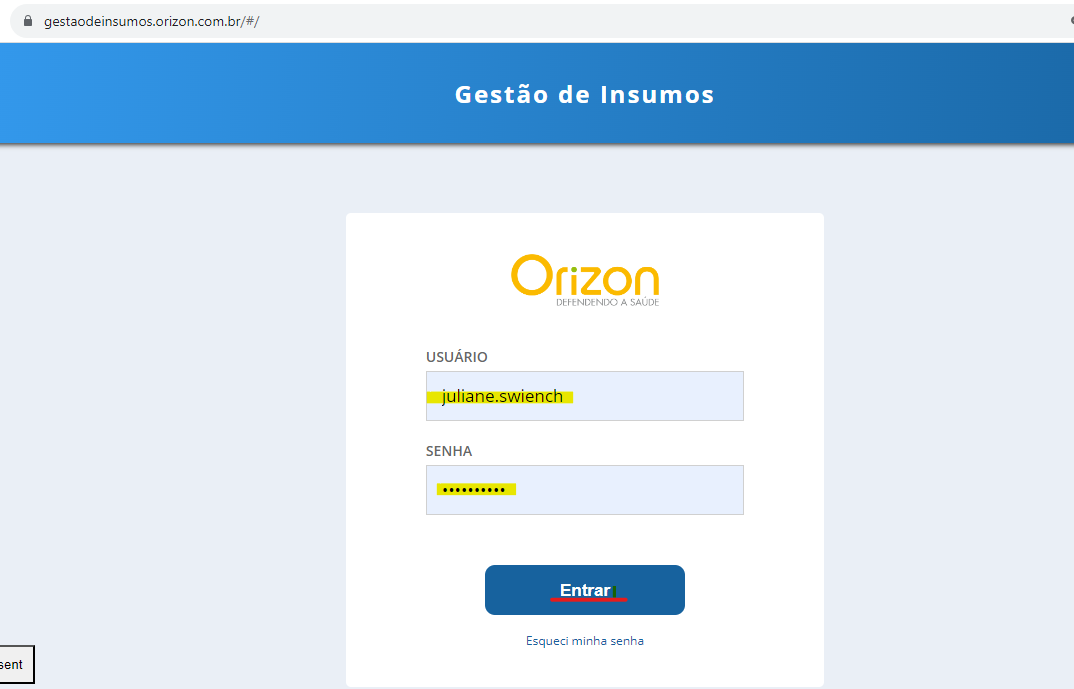 gestaodeinsumos.orizon.com.br/#/
Gestão de Insumos
Orizon
DEFENDENDO A SAÚDE
USUÁRIO
juliane.swiench
SENHA
••••••••••
Entrar
Esqueci minha senha
sent